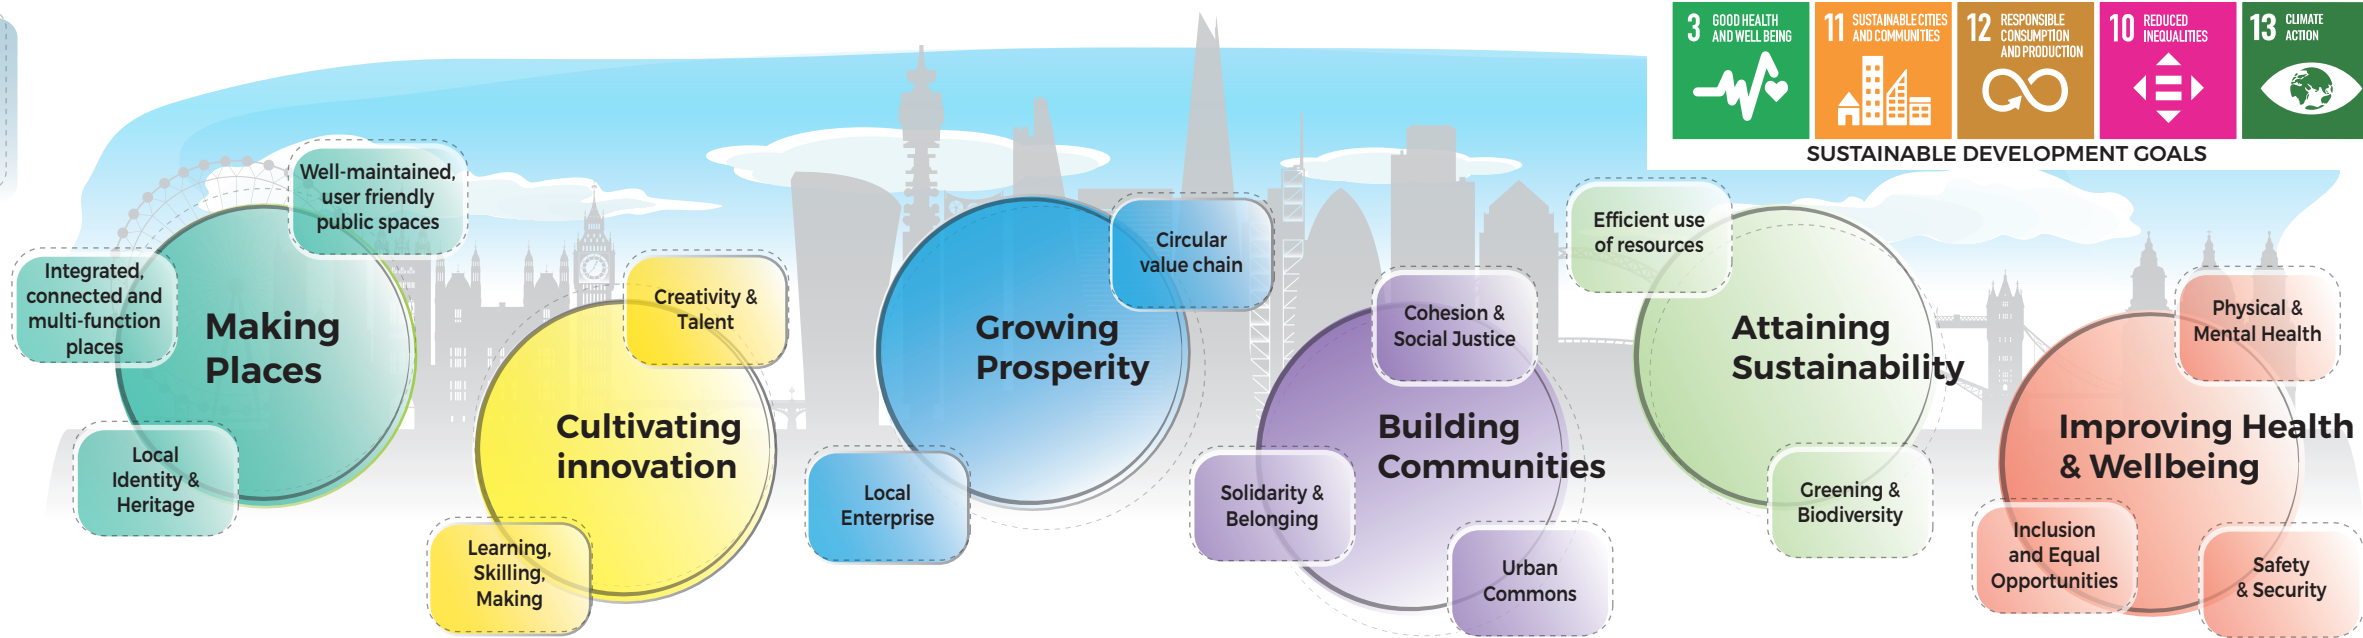 3 GOOD HEALTH
AND WELL BEING
11 SUSTAINABLE CITIES
AND COMMUNITIES
12 RESPONSIBLE
CONSUMPTION
AND PRODUCTION
10 REDUCED
INEQUALITIES
13 CLIMATE
ACTION
SUSTAINABLE DEVELOPMENT GOALS
Well-maintained,
user friendly
public spaces
Integrated,
connected and
multi-function
places
Making
Places
Local
Identity &
Heritage
Creativity &
Talent
Cultivating
innovation
Learning,
Skilling,
Making
Circular
value chain
Growing
Prosperity
Local
Enterprise
Cohesion &
Social Justice
Building
Communities
Solidarity &
Belonging
Urban
Commons
Efficient use
of resources
Attaining
Sustainability
Greening &
Biodiversity
Physical &
Mental Health
Improving Health
& Wellbeing
Inclusion
and Equal
Opportunities
Safety
& Security